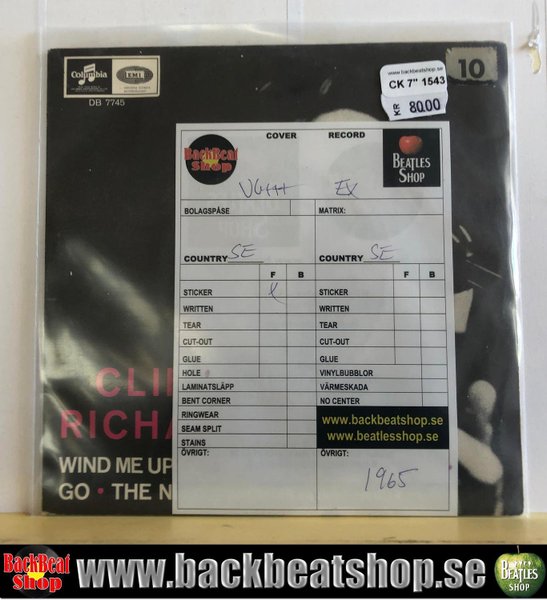 Columbia
EMI
DB 7745
www.backbeatshop.se
CK 7" 1543
KR 80.00
10
COVER RECORD
BackBeat Shop
BEATLES SHOP
VG+++ EX
BOLAGSPÅSE MATRIX:
COUNTRY SE COUNTRY SE
F B F B
STICKER X STICKER
WRITTEN WRITTEN
TEAR TEAR
CUT-OUT CUT-OUT
GLUE GLUE
HOLE VINYLBUBBLOR
LAMINATSLÄPP VÄRMESKADA
BENT CORNER NO CENTER
RINGWEAR
SEAM SPLIT
STAINS
www.backbeatshop.se
www.beatlesshop.se
ÖVRIGT: ÖVRIGT:
1965
CLI
RICHA
WIND ME UP
GO • THE N
BackBeat Shop www.backbeatshop.se BEATLES SHOP